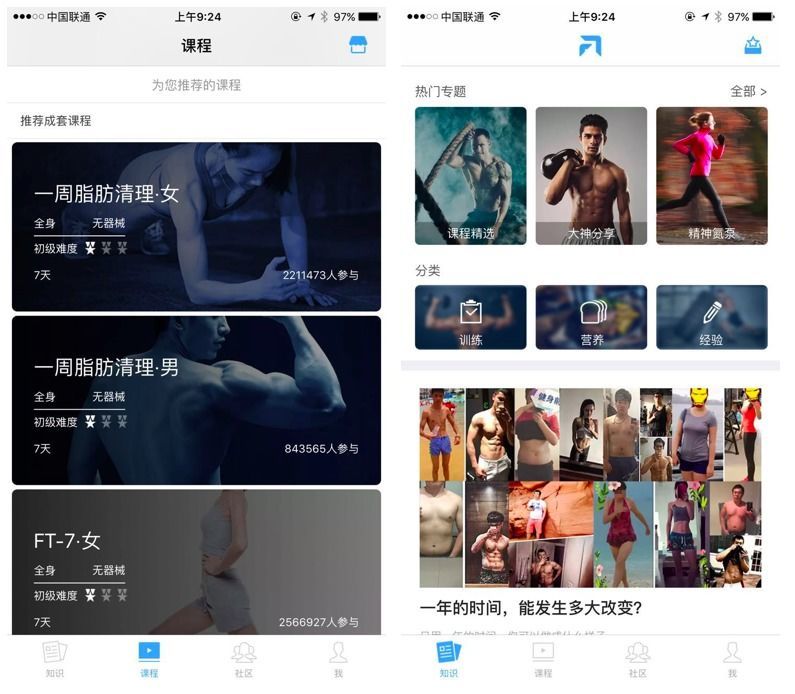 中国联通 上午9:24 97%
课程
为您推荐的课程
推荐成套课程
一周脂肪清理·女
全身 无器械
初级难度
7天 2211473人参与
一周脂肪清理·男
全身 无器械
初级难度
7天 843565人参与
FT-7·女
全身 无器械
初级难度
7天 2566927人参与
知识 课程 社区 我
中国联通 上午9:24 97%
热门专题 全部 >
课程精选 大神分享 精神氮泵
分类
训练 营养 经验
一年的时间，能发生多大改变?
知识 课程 社区 我